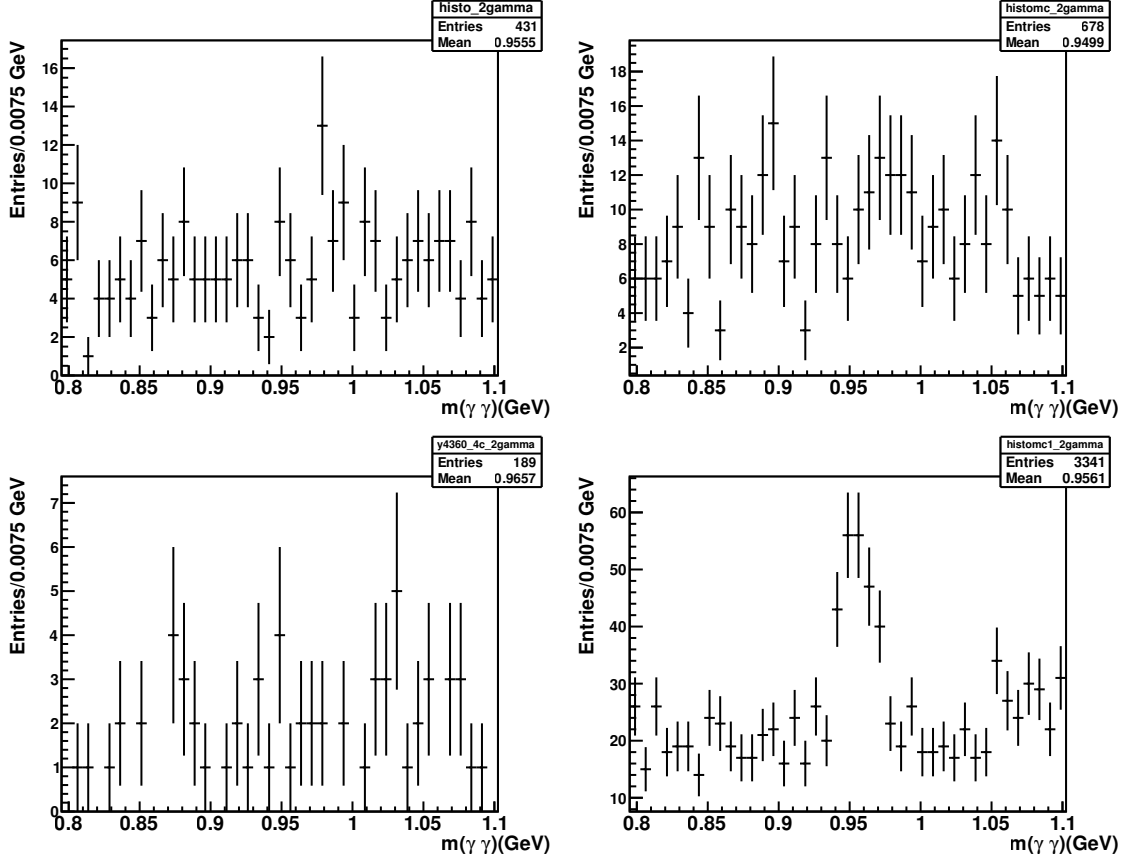 histo_2gamma
Entries 431
Mean 0.9555
Entries/0.0075 GeV
16
14
12
10
8
6
4
2
0
0.8 0.85 0.9 0.95 1 1.05 1.1
m(γ γ)(GeV)
histomc_2gamma
Entries 678
Mean 0.9499
Entries/0.0075 GeV
18
16
14
12
10
8
6
4
2
0.8 0.85 0.9 0.95 1 1.05 1.1
m(γ γ)(GeV)
y4360_4c_2gamma
Entries 189
Mean 0.9657
Entries/0.0075 GeV
7
6
5
4
3
2
1
0
0.8 0.85 0.9 0.95 1 1.05 1.1
m(γ γ)(GeV)
histomc1_2gamma
Entries 3341
Mean 0.9561
Entries/0.0075 GeV
60
50
40
30
20
10
0.8 0.85 0.9 0.95 1 1.05 1.1
m(γ γ)(GeV)